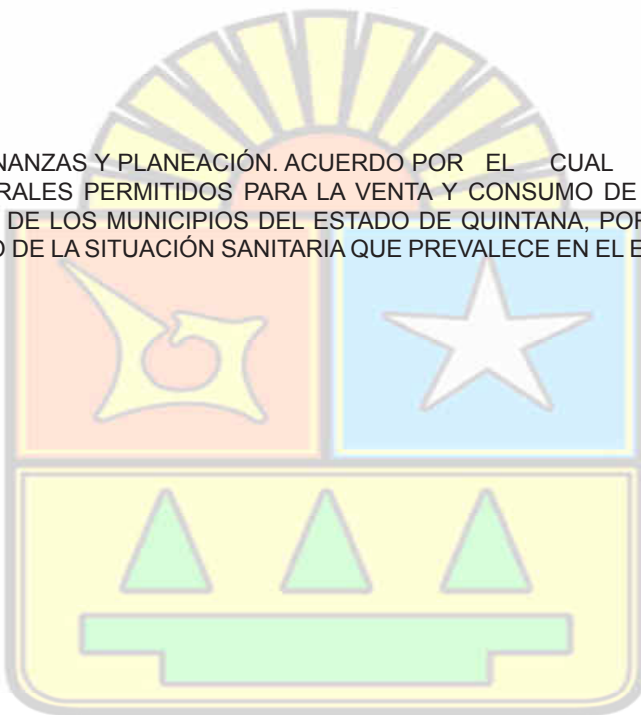 NANZAS Y PLANEACIÓN. ACUERDO POR EL CUAL
RALES PERMITIDOS PARA LA VENTA Y CONSUMO DE
DE LOS MUNICIPIOS DEL ESTADO DE QUINTANA, POR
O DE LA SITUACIÓN SANITARIA QUE PREVALECE EN EL E